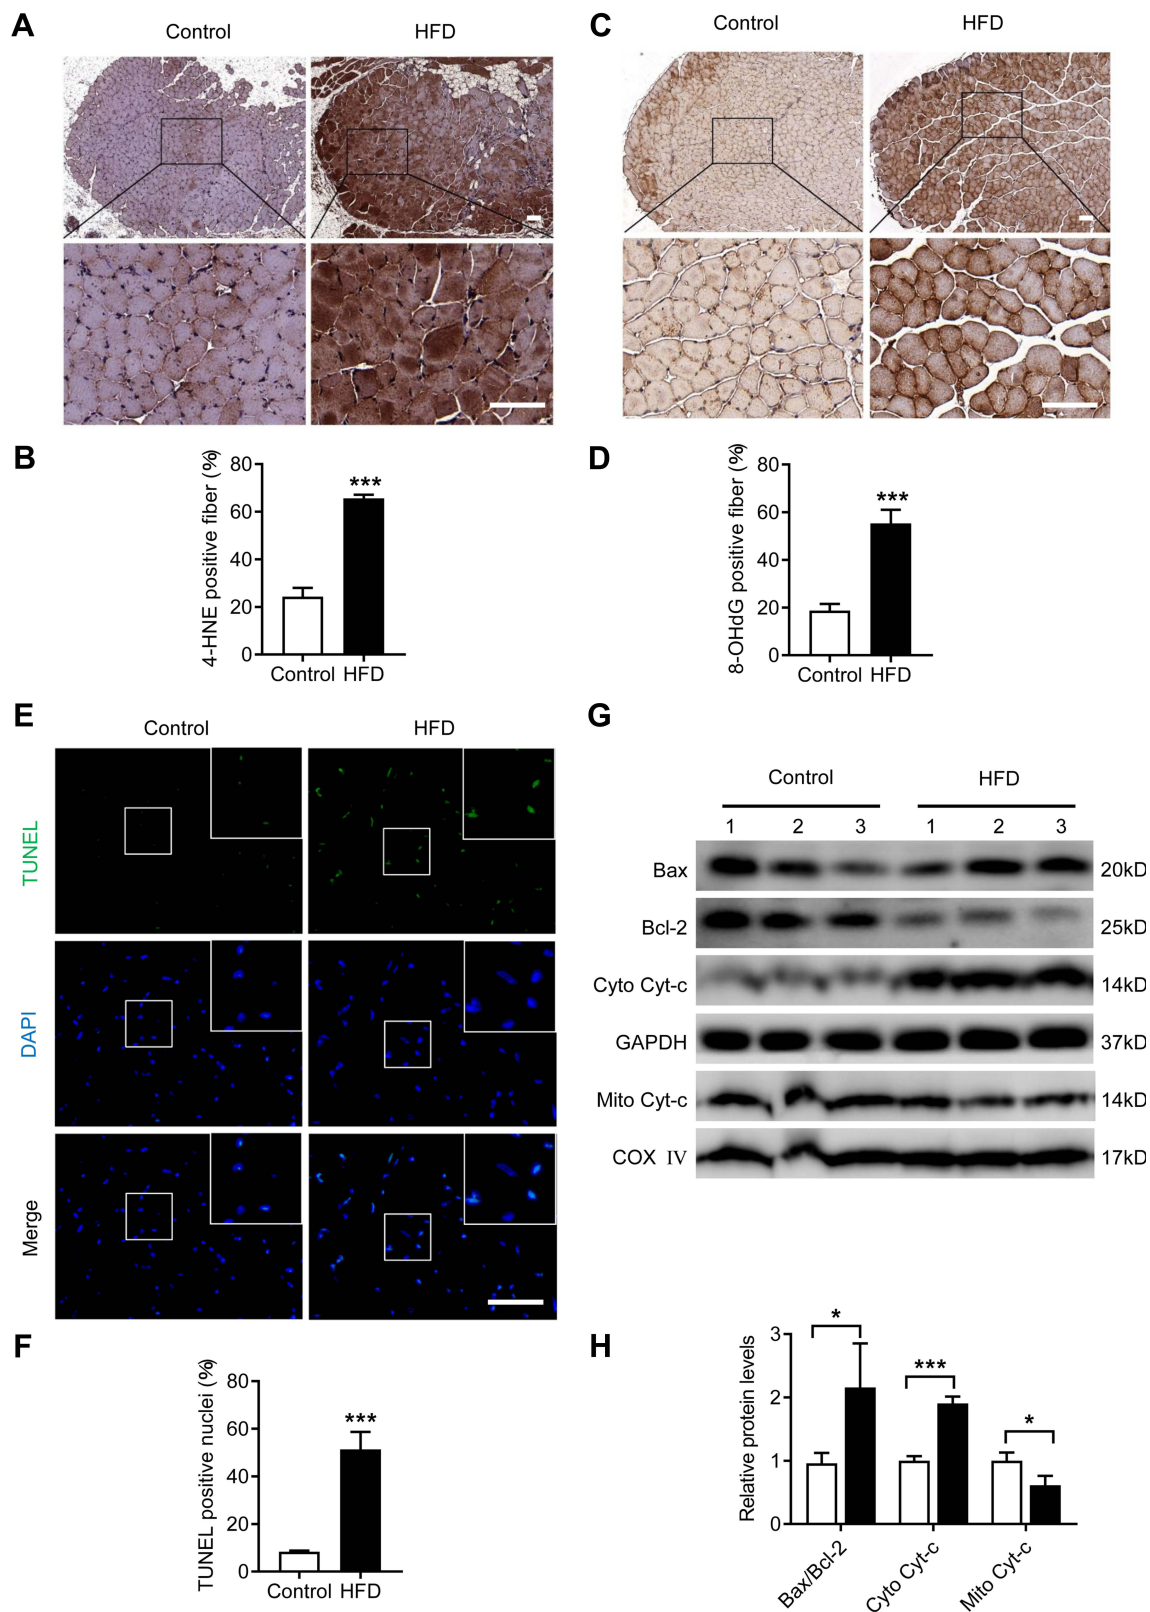 A
Control
HFD
C
Control
HFD
B
4-HNE positive fiber (%)
80
60
40
20
0
***
Control HFD
D
8-OHdG positive fiber (%)
80
60
40
20
0
***
Control HFD
E
Control
HFD
TUNEL
DAPI
Merge
G
Control
HFD
1 2 3 1 2 3
Bax 20kD
Bcl-2 25kD
Cyto Cyt-c 14kD
GAPDH 37kD
Mito Cyt-c 14kD
COX IV 17kD
F
TUNEL positive nuclei (%)
80
60
40
20
0
***
Control HFD
H
Relative protein levels
3
2
1
0
*
***
*
Bax/Bcl-2
Cyto Cyt-c
Mito Cyt-c